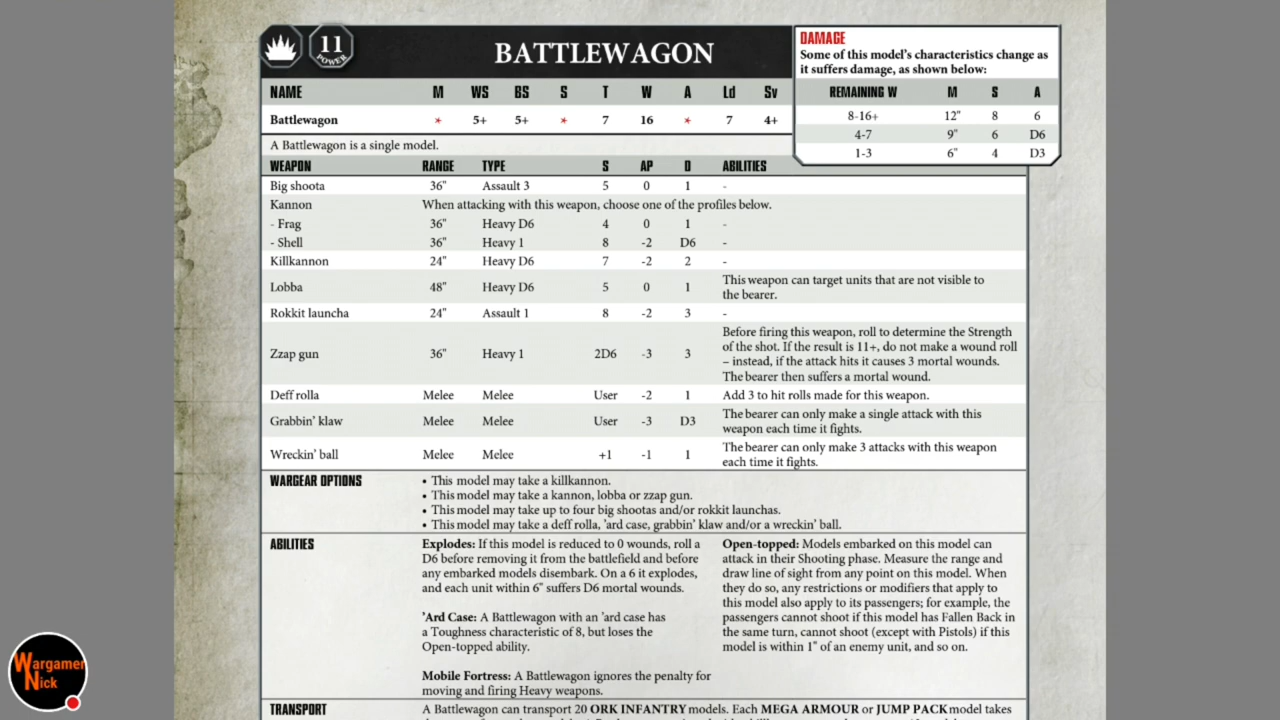 11
POWER
BATTLEWAGON
DAMAGE
Some of this model's characteristics change as
it suffers damage, as shown below:
REMAINING W M S A
8-16+ 12" 8 6
4-7 9" 6 D6
1-3 6" 4 D3
NAME M WS BS S T W A Ld Sv
Battlewagon * 5+ 5+ * 7 16 * 7 4+
A Battlewagon is a single model.
WEAPON RANGE TYPE S AP D ABILITIES
Big shoota 36" Assault 3 5 0 1 -
Kannon When attacking with this weapon, choose one of the profiles below.
- Frag 36" Heavy D6 4 0 1 -
- Shell 36" Heavy 1 8 -2 D6 -
Killkannon 24" Heavy D6 7 -2 2 -
Lobba 48" Heavy D6 5 0 1 This weapon can target units that are not visible to
the bearer.
Rokkit launcha 24" Assault 1 8 -2 3 -
Before firing this weapon, roll to determine the Strength
of the shot. If the result is 11+, do not make a wound roll
Zzap gun 36" Heavy 1 2D6 -3 3
– instead, if the attack hits it causes 3 mortal wounds.
The bearer then suffers a mortal wound.
Deff rolla Melee Melee User -2 1 Add 3 to hit rolls made for this weapon.
Grabbin' klaw Melee Melee User -3 D3 The bearer can only make a single attack with this
weapon each time it fights.
Wreckin' ball Melee Melee +1 -1 1 The bearer can only make 3 attacks with this weapon
each time it fights.
WARGEAR OPTIONS
• This model may take a killkannon.
• This model may take a kannon, lobba or zzap gun.
• This model may take up to four big shootas and/or rokkit launchas.
• This model may take a deff rolla, 'ard case, grabbin' klaw and/or a wreckin' ball.
ABILITIES
Explodes: If this model is reduced to 0 wounds, roll a
D6 before removing it from the battlefield and before
any embarked models disembark. On a 6 it explodes,
and each unit within 6" suffers D6 mortal wounds.
'Ard Case: A Battlewagon with an 'ard case has
a Toughness characteristic of 8, but loses the
Open-topped ability.
Mobile Fortress: A Battlewagon ignores the penalty for
moving and firing Heavy weapons.
Open-topped: Models embarked on this model can
attack in their Shooting phase. Measure the range and
draw line of sight from any point on this model. When
they do so, any restrictions or modifiers that apply to
this model also apply to its passengers; for example, the
passengers cannot shoot if this model has Fallen Back in
the same turn, cannot shoot (except with Pistols) if this
model is within 1" of an enemy unit, and so on.
TRANSPORT A Battlewagon can transport 20 ORK INFANTRY models. Each MEGA ARMOUR or JUMP PACK model takes
Wargamer
Nick